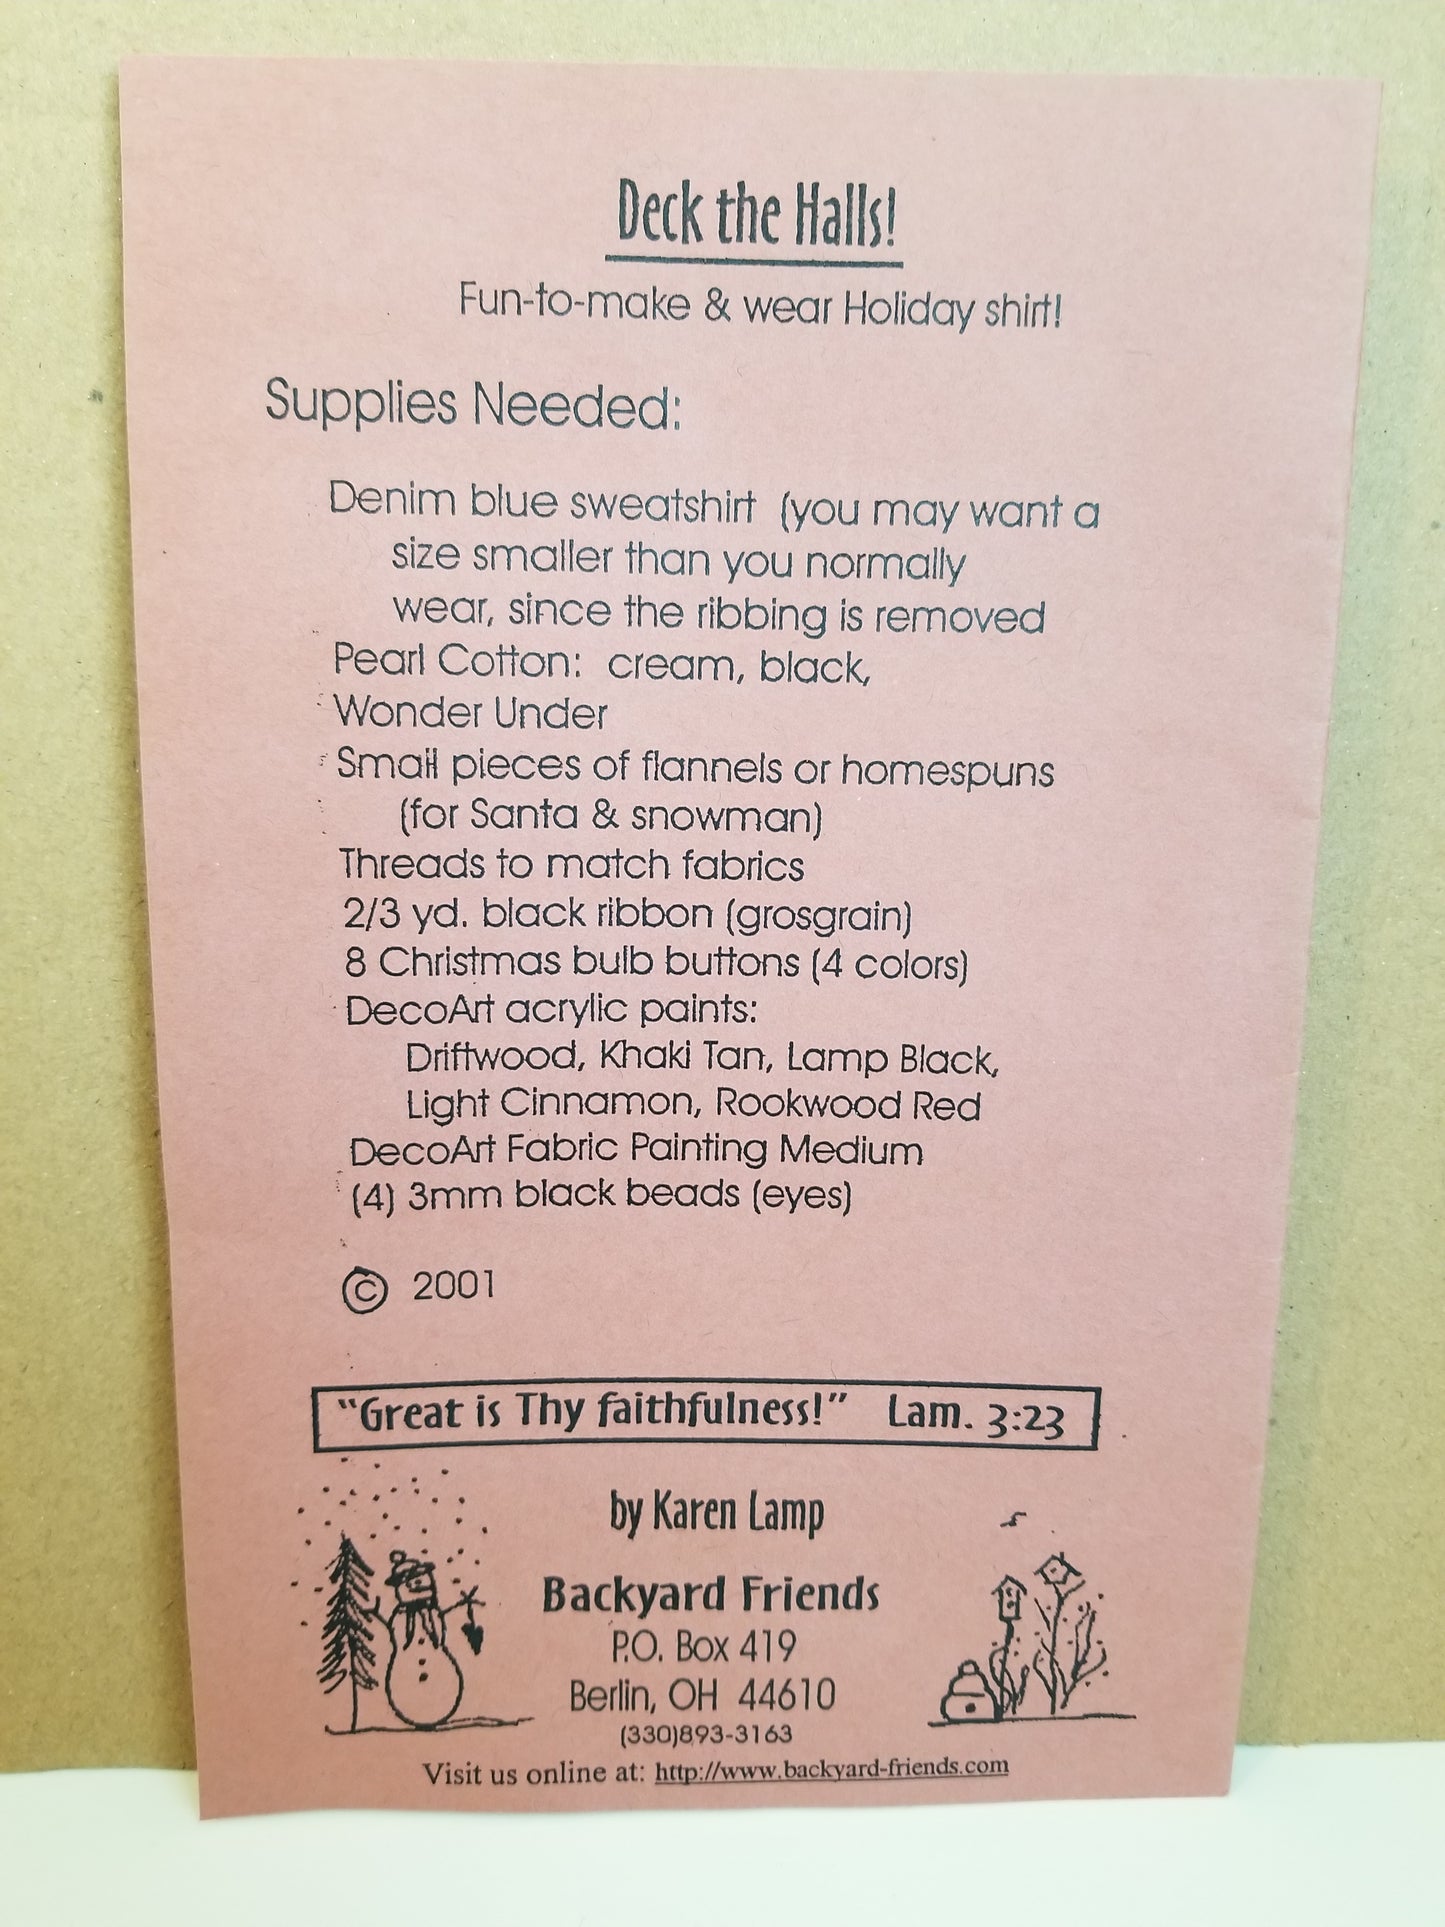 Deck the Halls!
Fun-to-make & wear Holiday shirt!
Supplies Needed:
Denim blue sweatshirt (you may want a
size smaller than you normally
wear, since the ribbing is removed
Pearl Cotton: cream, black,
Wonder Under
Small pieces of flannels or homespuns
(for Santa & snowman)
Threads to match fabrics
2/3 yd. black ribbon (grosgrain)
8 Christmas bulb buttons (4 colors)
DecoArt acrylic paints:
Driftwood, Khaki Tan, Lamp Black,
Light Cinnamon, Rookwood Red
DecoArt Fabric Painting Medium
(4) 3mm black beads (eyes)
© 2001
"Great is Thy faithfulness!" Lam. 3:23
by Karen Lamp
Backyard Friends
P.O. Box 419
Berlin, OH 44610
(330)893-3163
Visit us online at: http://www.backyard-friends.com